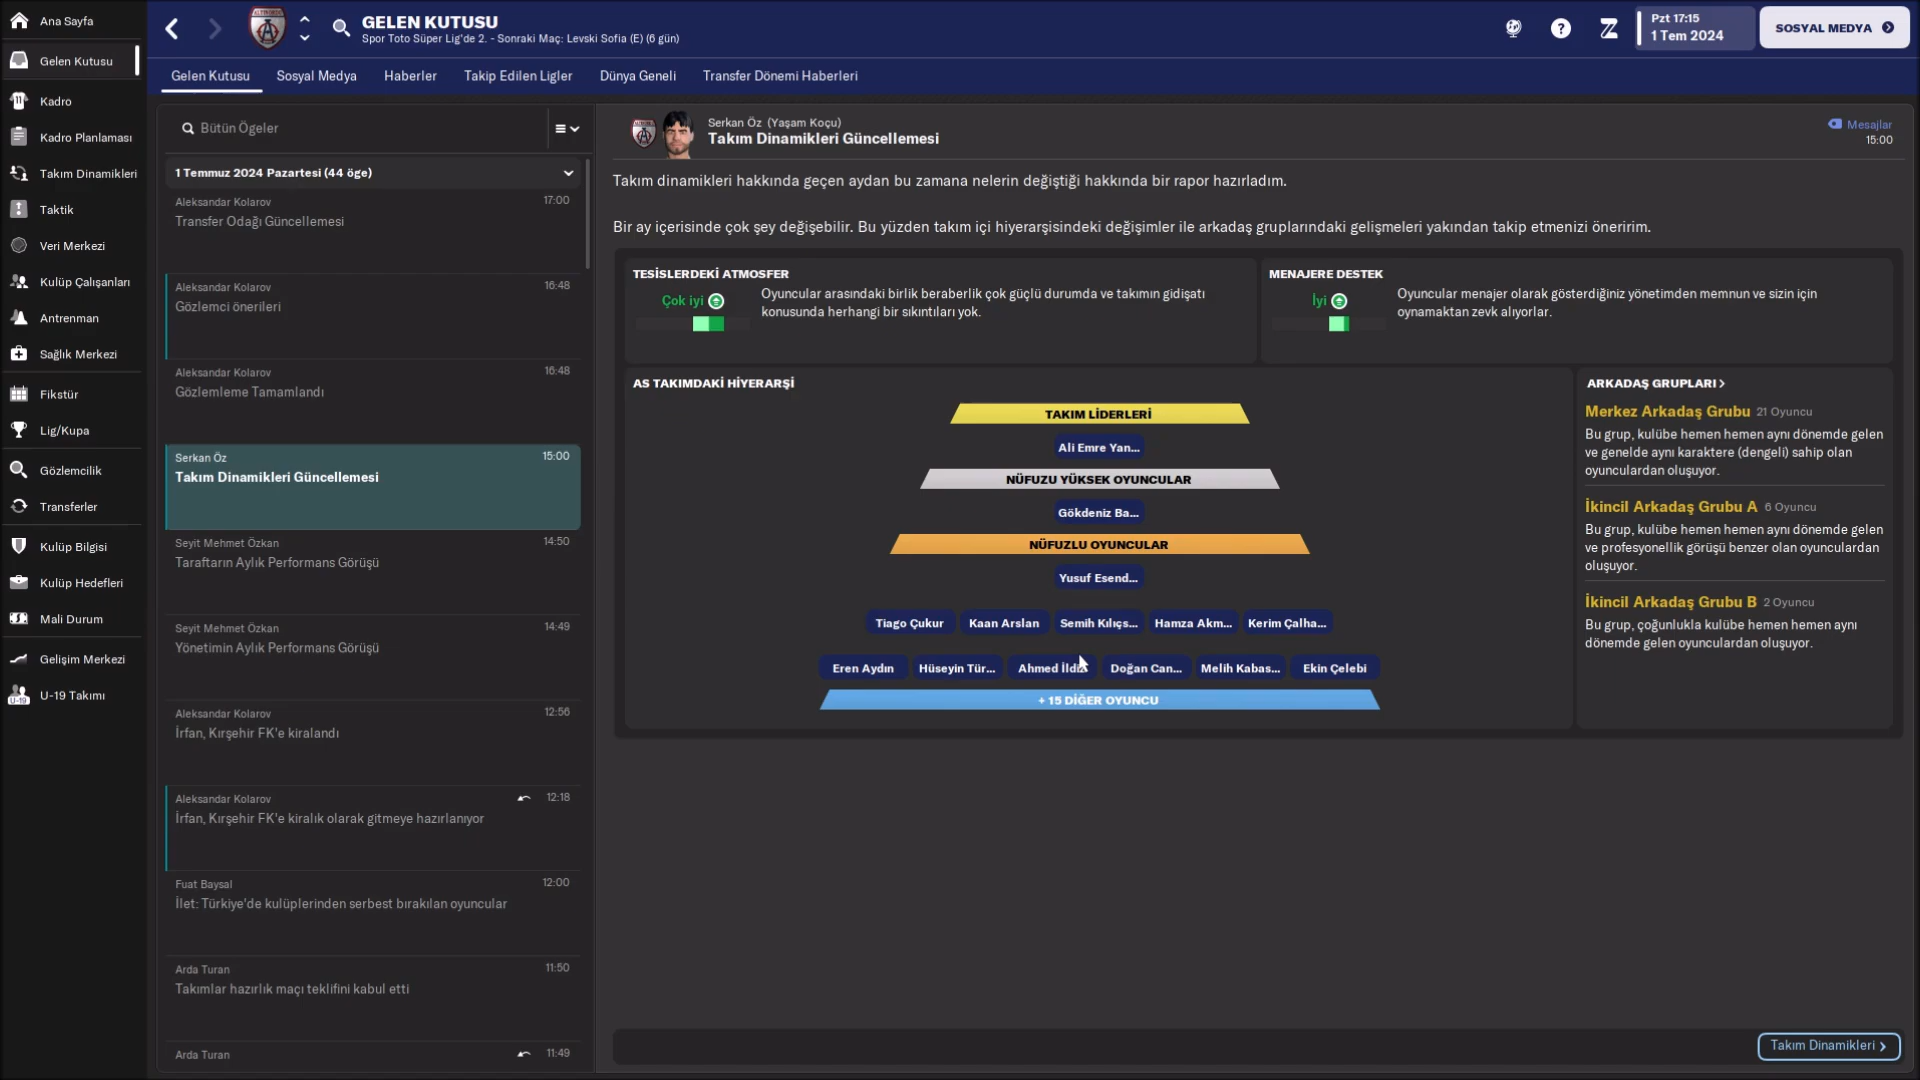 Ana Sayfa
Gelen Kutusu
Kadro
Kadro Planlaması
Takım Dinamikleri
Taktik
Veri Merkezi
Kulüp Çalışanları
Antrenman
Sağlık Merkezi
Fikstür
Lig/Kupa
Gözlemcilik
Transferler
Kulüp Bilgisi
Kulüp Hedefleri
Mali Durum
Gelişim Merkezi
U-19 Takımı
GELEN KUTUSU
Spor Toto Süper Lig'de 2. - Sonraki Maç: Levski Sofia (E) (6 gün)
Pzt 17:15
1 Tem 2024
SOSYAL MEDYA
Gelen Kutusu Sosyal Medya Haberler Takip Edilen Ligler Dünya Geneli Transfer Dönemi Haberleri
Bütün Ögeler
1 Temmuz 2024 Pazartesi (44 öge)
Aleksandar Kolarov 17:00
Transfer Odağı Güncellemesi
Aleksandar Kolarov 16:48
Gözlemci önerileri
Aleksandar Kolarov 16:48
Gözlemleme Tamamlandı
Serkan Öz 15:00
Takım Dinamikleri Güncellemesi
Seyit Mehmet Özkan 14:50
Taraftarın Aylık Performans Görüşü
Seyit Mehmet Özkan 14:49
Yönetimin Aylık Performans Görüşü
Aleksandar Kolarov 12:56
İrfan, Kırşehir FK'e kiralandı
Aleksandar Kolarov 12:18
İrfan, Kırşehir FK'e kiralık olarak gitmeye hazırlanıyor
Fuat Baysal 12:00
İlet: Türkiye'de kulüplerinden serbest bırakılan oyuncular
Arda Turan 11:50
Takımlar hazırlık maçı teklifini kabul etti
Arda Turan 11:49
Serkan Öz (Yaşam Koçu)
Takım Dinamikleri Güncellemesi
Mesajlar
15:00
Takım dinamikleri hakkında geçen aydan bu zamana nelerin değiştiği hakkında bir rapor hazırladım.
Bir ay içerisinde çok şey değişebilir. Bu yüzden takım içi hiyerarşisindeki değişimler ile arkadaş gruplarındaki gelişmeleri yakından takip etmenizi öneririm.
TESİSLERDEKİ ATMOSFER
Çok iyi
Oyuncular arasındaki birlik beraberlik çok güçlü durumda ve takımın gidişatı
konusunda herhangi bir sıkıntıları yok.
MENAJERE DESTEK
İyi
Oyuncular menajer olarak gösterdiğiniz yönetimden memnun ve sizin için
oynamaktan zevk alıyorlar.
AS TAKIMDAKİ HİYERARŞİ
TAKIM LİDERLERİ
Ali Emre Yan...
NÜFUZU YÜKSEK OYUNCULAR
Gökdeniz Ba...
NÜFUZLU OYUNCULAR
Yusuf Esend...
Tiago Çukur Kaan Arslan Semih Kılıçs... Hamza Akm... Kerim Çalha...
Eren Aydın Hüseyin Tür... Ahmed Doğan Can... Melih Kabas... Ekin Çelebi
+ 15 DİĞER OYUNCU
ARKADAŞ GRUPLARI
Merkez Arkadaş Grubu 21 Oyuncu
Bu grup, kulübe hemen hemen aynı dönemde gelen
ve genelde aynı karaktere (dengeli) sahip olan
oyunculardan oluşuyor.
İkincil Arkadaş Grubu A 6 Oyuncu
Bu grup, kulübe hemen hemen aynı dönemde gelen
ve profesyonellik görüşü benzer olan oyunculardan
oluşuyor.
İkincil Arkadaş Grubu B 2 Oyuncu
Bu grup, çoğunlukla kulübe hemen hemen aynı
dönemde gelen oyunculardan oluşuyor.
Takım Dinamikleri